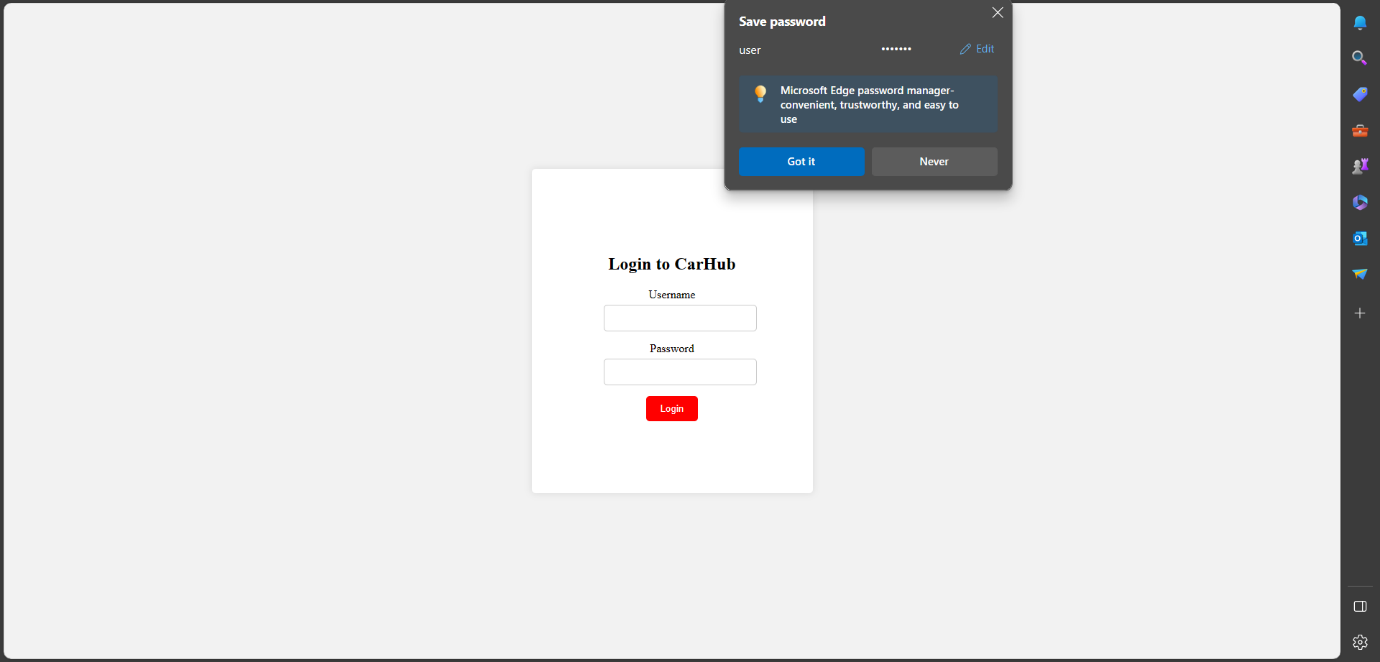 Save password
user ••••••• Edit
Microsoft Edge password manager-
convenient, trustworthy, and easy to
use
Got it Never
Login to CarHub
Username
Password
Login